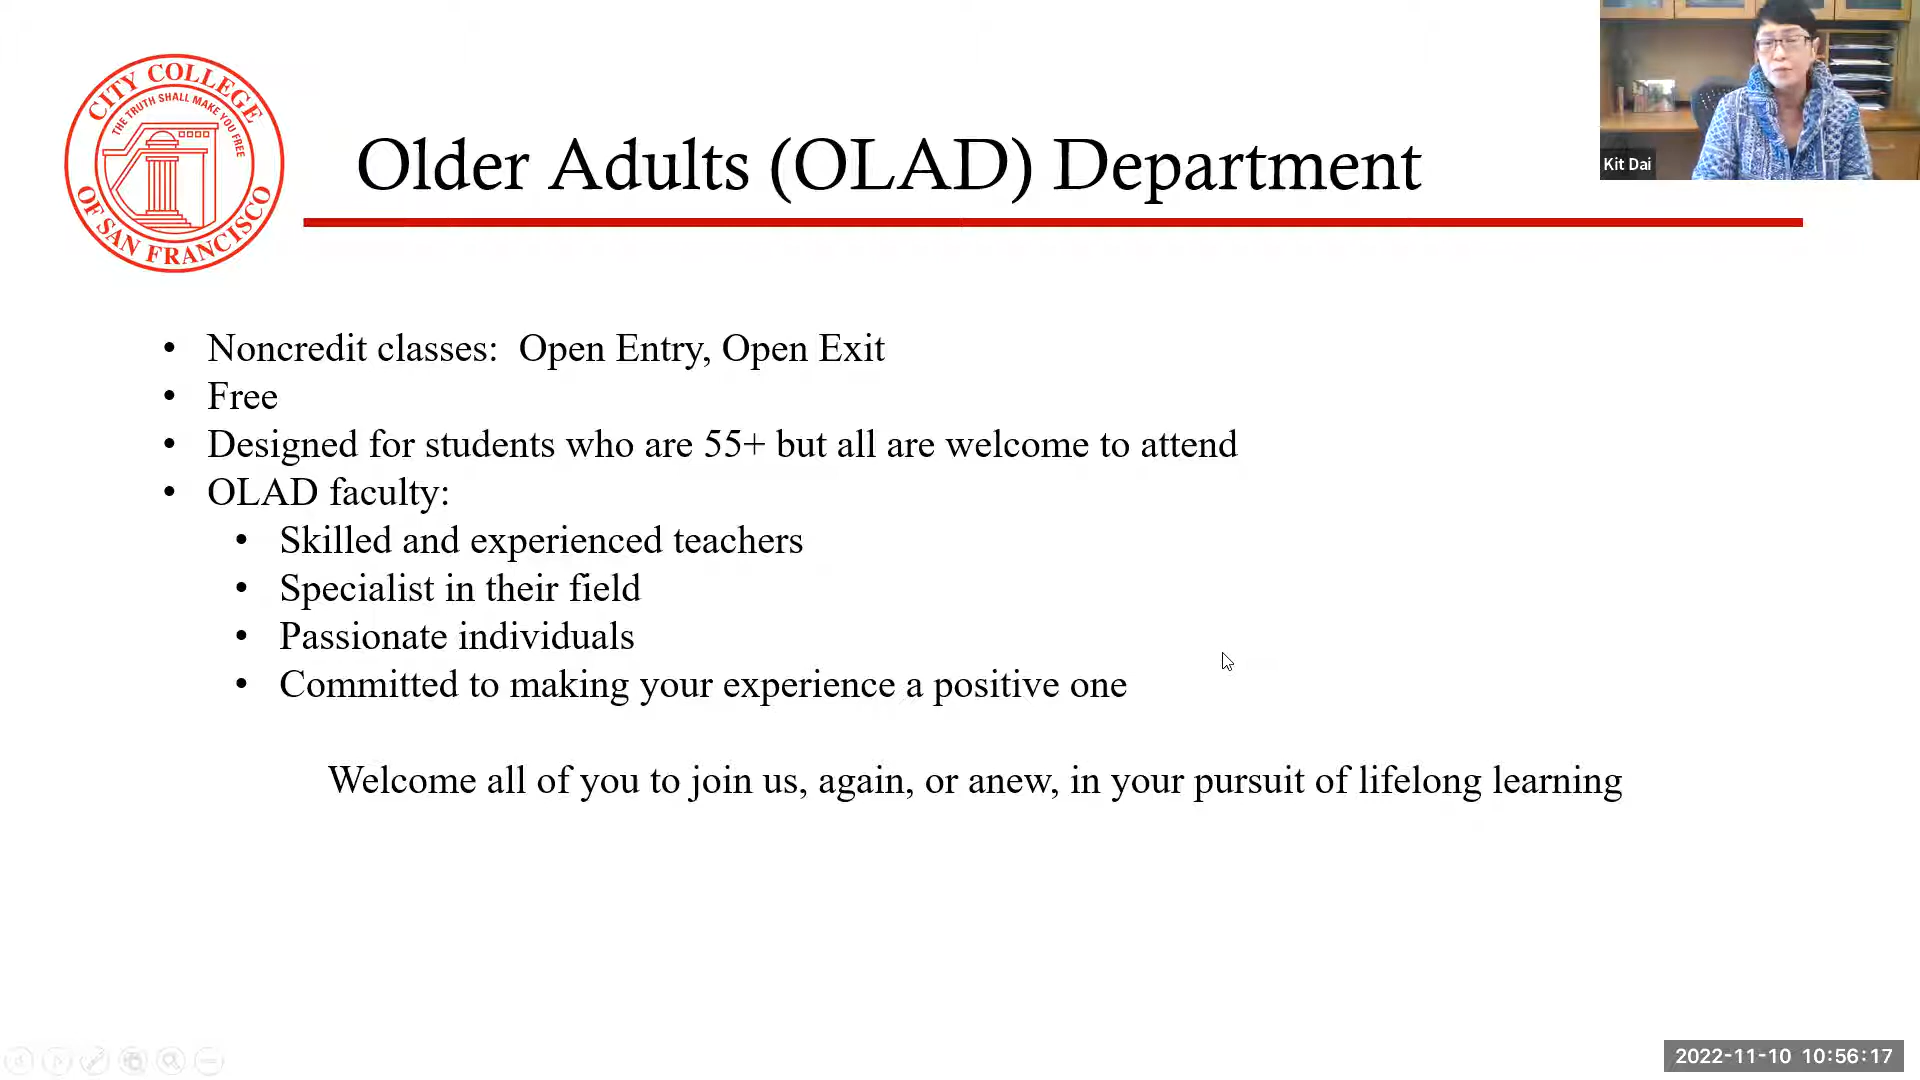 CITY COLLEGE
THE TRUTH SHALL MAKE YOU FREE
OF SAN FRANCISCO
Older Adults (OLAD) Department
Kit Dai
• Noncredit classes:  Open Entry, Open Exit
• Free
• Designed for students who are 55+ but all are welcome to attend
• OLAD faculty:
• Skilled and experienced teachers
• Specialist in their field
• Passionate individuals
• Committed to making your experience a positive one
Welcome all of you to join us, again, or anew, in your pursuit of lifelong learning
2022-11-10  10:56:17